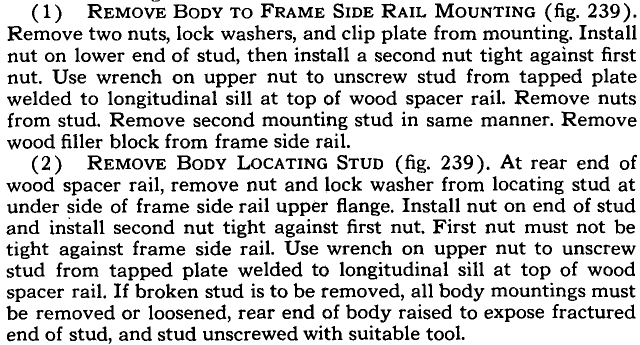 (1) REMOVE BODY TO FRAME SIDE RAIL MOUNTING (fig. 239).
Remove two nuts, lock washers, and clip plate from mounting. Install
nut on lower end of stud, then install a second nut tight against first
nut. Use wrench on upper nut to unscrew stud from tapped plate
welded to longitudinal sill at top of wood spacer rail. Remove nuts
from stud. Remove second mounting stud in same manner. Remove
wood filler block from frame side rail.
(2) REMOVE BODY LOCATING STUD (fig. 239). At rear end of
wood spacer rail, remove nut and lock washer from locating stud at
under side of frame side rail upper flange. Install nut on end of stud
and install second nut tight against first nut. First nut must not be
tight against frame side rail. Use wrench on upper nut to unscrew
stud from tapped plate welded to longitudinal sill at top of wood
spacer rail. If broken stud is to be removed, all body mountings must
be removed or loosened, rear end of body raised to expose fractured
end of stud, and stud unscrewed with suitable tool.